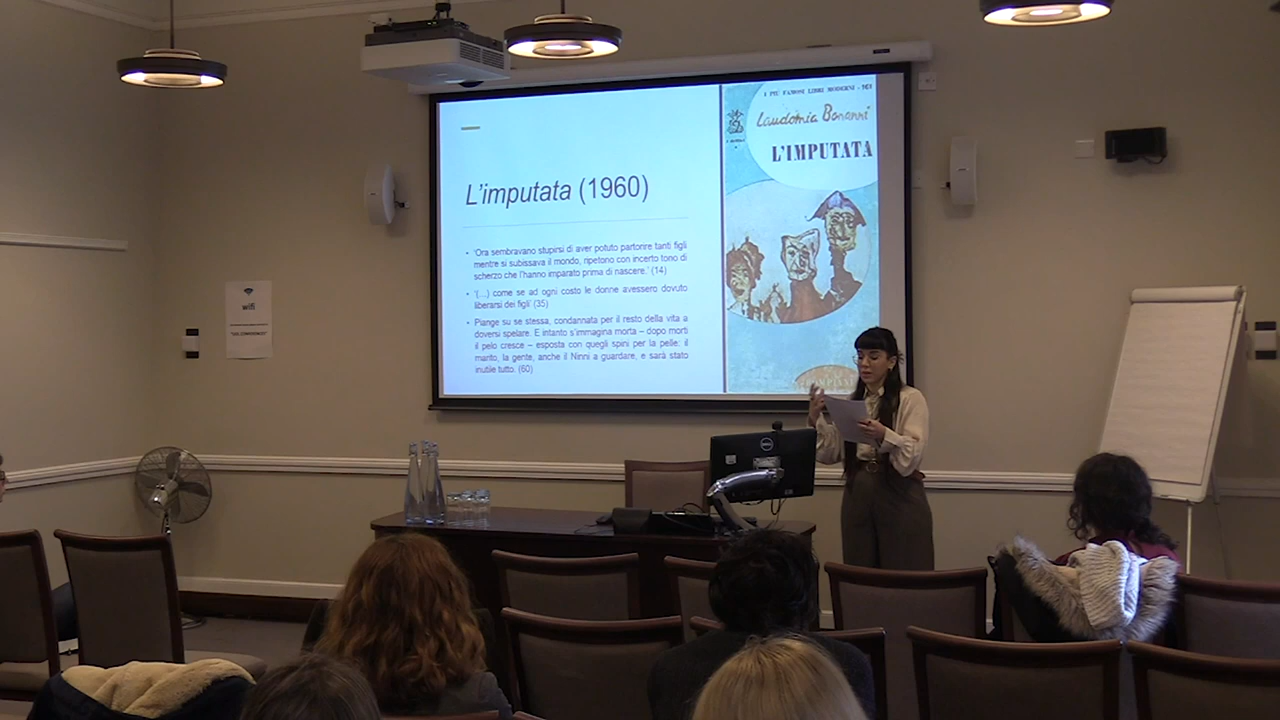 I PIÙ FAMOSI LIBRI MODERNI
Laudomia Bonanni
L'IMPUTATA
L'imputata (1960)
• 'Ora sembravano stupirsi di aver potuto partorire tanti figli
mentre si subissava il mondo, ripetono con incerto tono di
scherzo che l'hanno imparato prima di nascere.' (14)
• '(…) come se ad ogni costo le donne avessero dovuto
liberarsi dei figli' (35)
• Piange su se stessa, condannata per il resto della vita a
doversi spelare. E intanto s'immagina morta – dopo morti
il pelo cresce – esposta con quegli spini per la pelle: il
marito, la gente, anche il Ninni a guardare, e sarà stato
inutile tutto. (60)
wifi
DELL